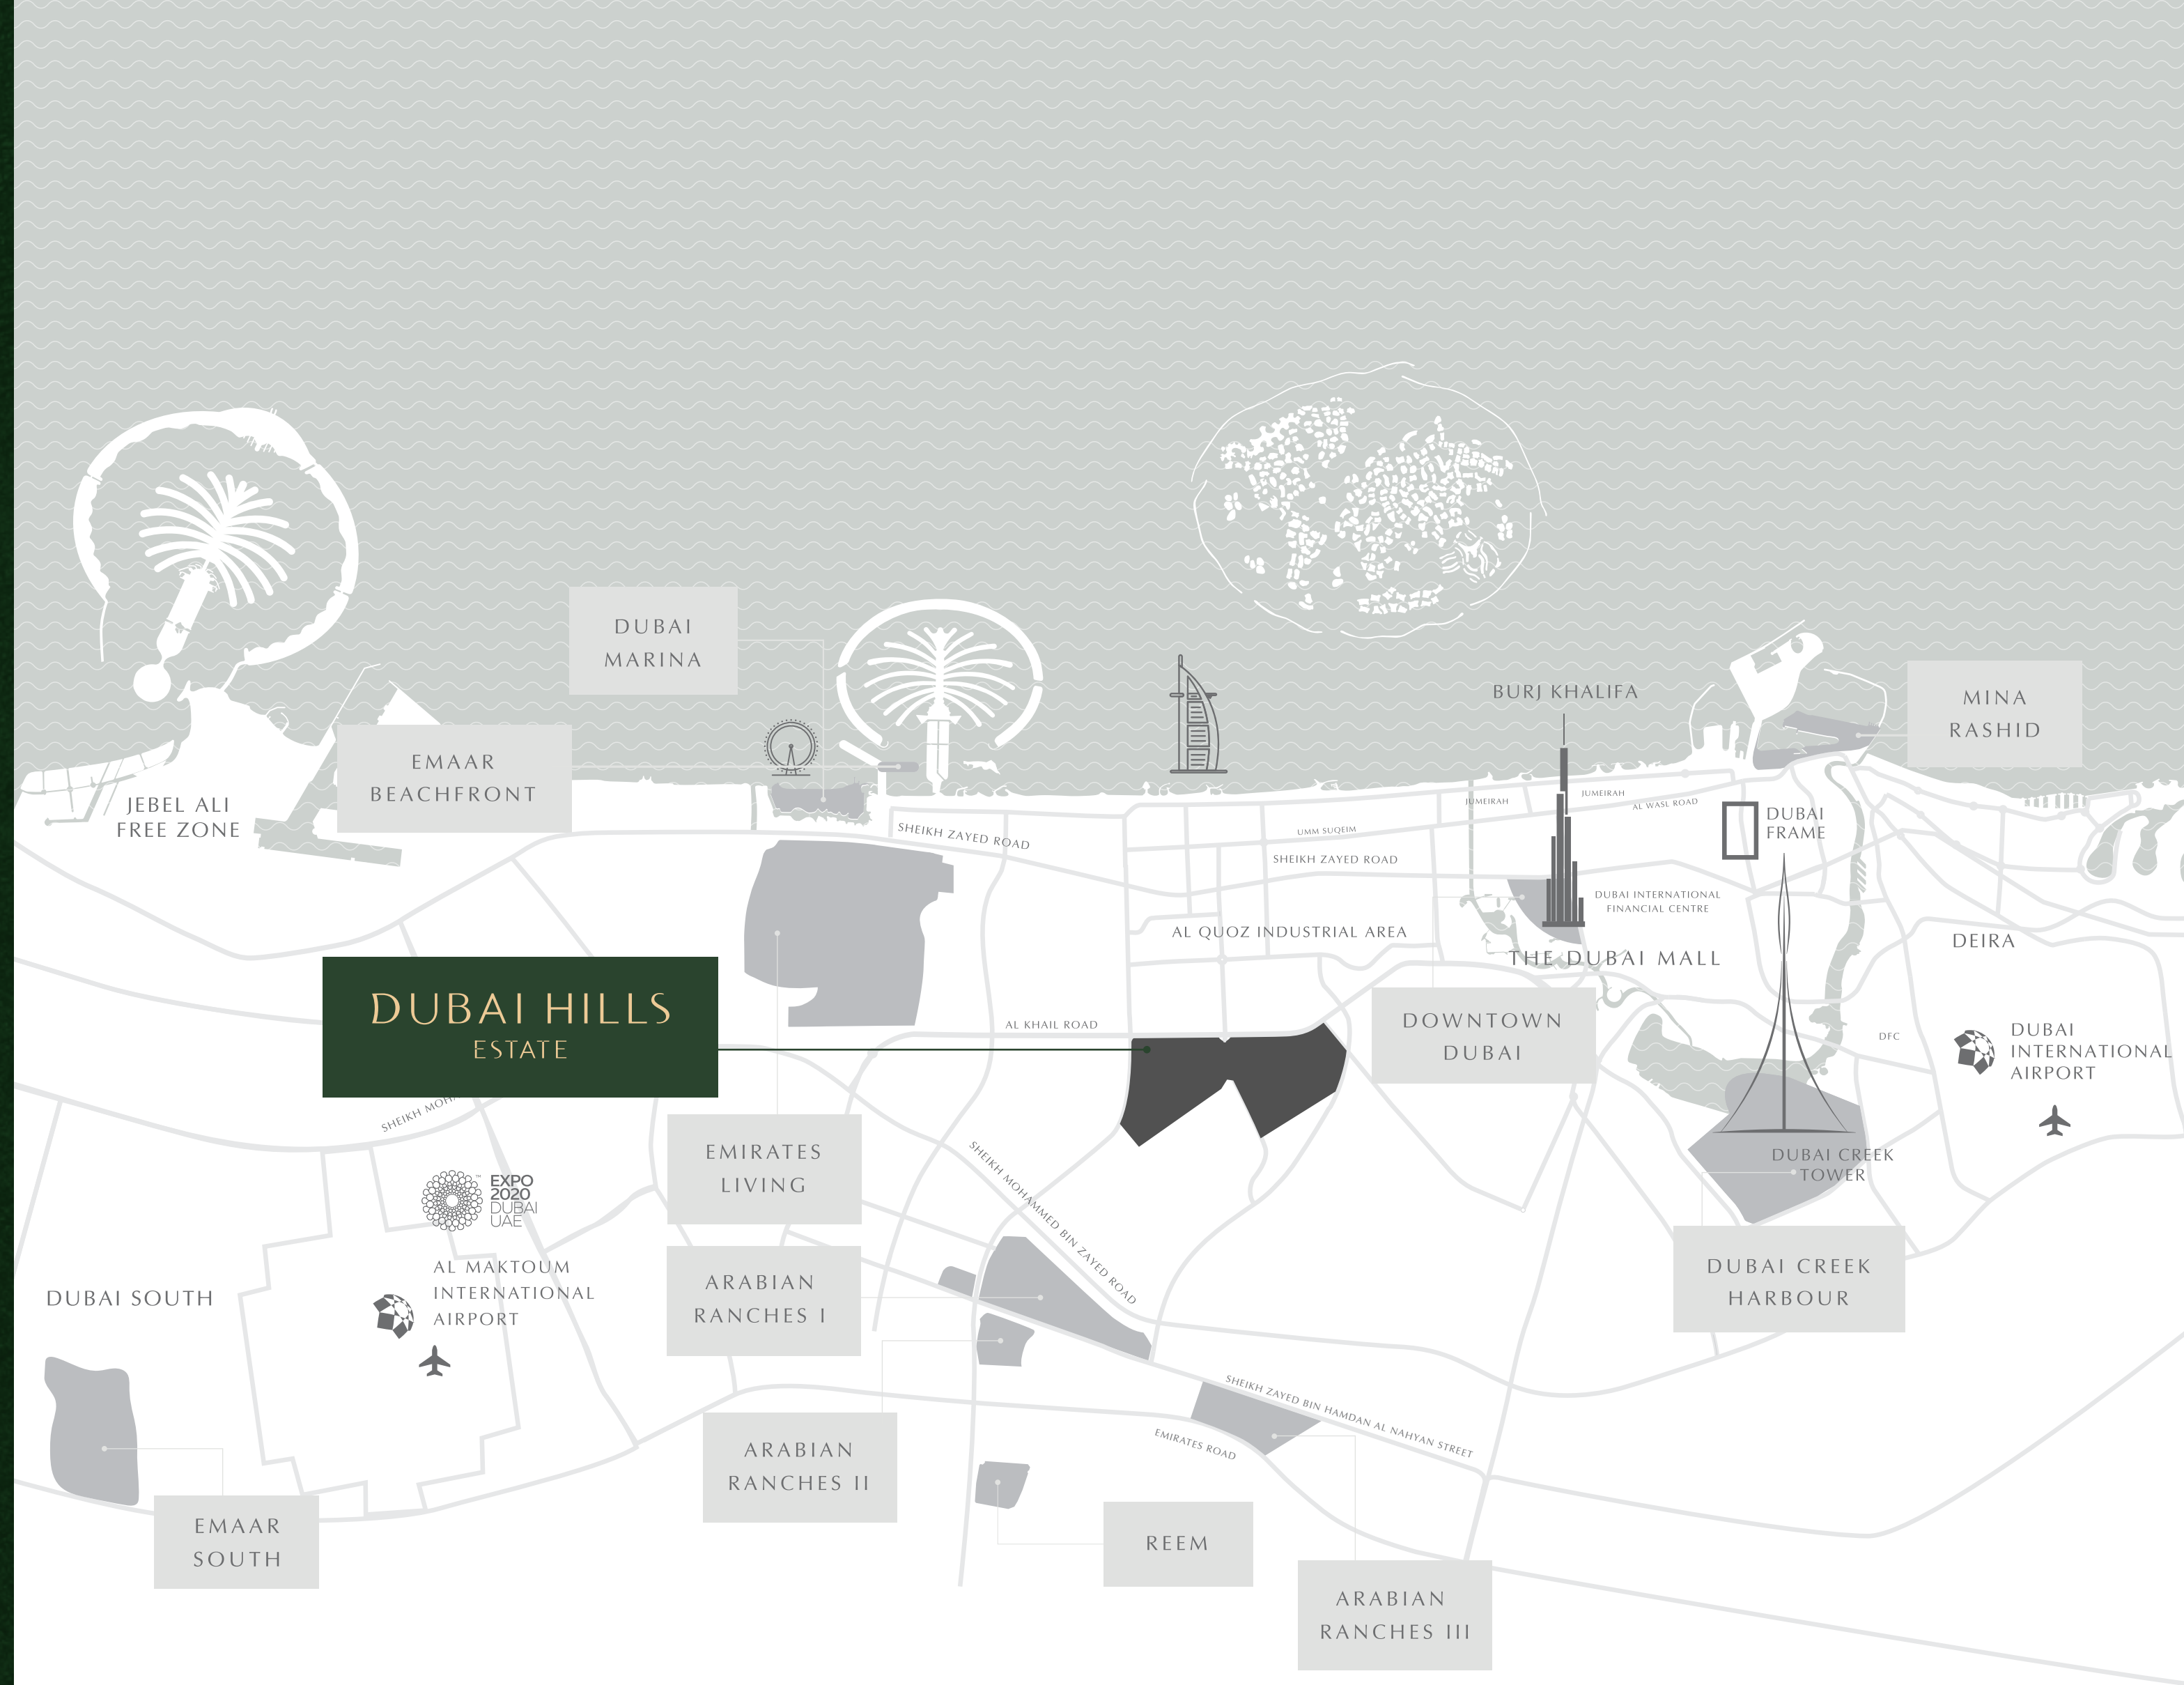 DUBAI
MARINA
BURJ KHALIFA
MINA
RASHID
EMAAR
BEACHFRONT
JEBEL ALI
FREE ZONE
JUMEIRAH
JUMEIRAH
AL WASL ROAD
DUBAI
FRAME
SHEIKH ZAYED ROAD
UMM SUQEIM
SHEIKH ZAYED ROAD
DUBAI INTERNATIONAL
FINANCIAL CENTRE
AL QUOZ INDUSTRIAL AREA
DEIRA
THE DUBAI MALL
DUBAI HILLS
ESTATE
AL KHAIL ROAD
DOWNTOWN
DUBAI
DFC
DUBAI
INTERNATIONAL
AIRPORT
SHEIKH MOH
EMIRATES
LIVING
SHEIKH MOHAMMED BIN ZAYED ROAD
DUBAI CREEK
TOWER
EXPO
2020
DUBAI
UAE
™
AL MAKTOUM
INTERNATIONAL
AIRPORT
DUBAI SOUTH
ARABIAN
RANCHES I
DUBAI CREEK
HARBOUR
SHEIKH ZAYED BIN HAMDAN AL NAHYAN STREET
EMIRATES ROAD
ARABIAN
RANCHES II
EMAAR
SOUTH
REEM
ARABIAN
RANCHES III